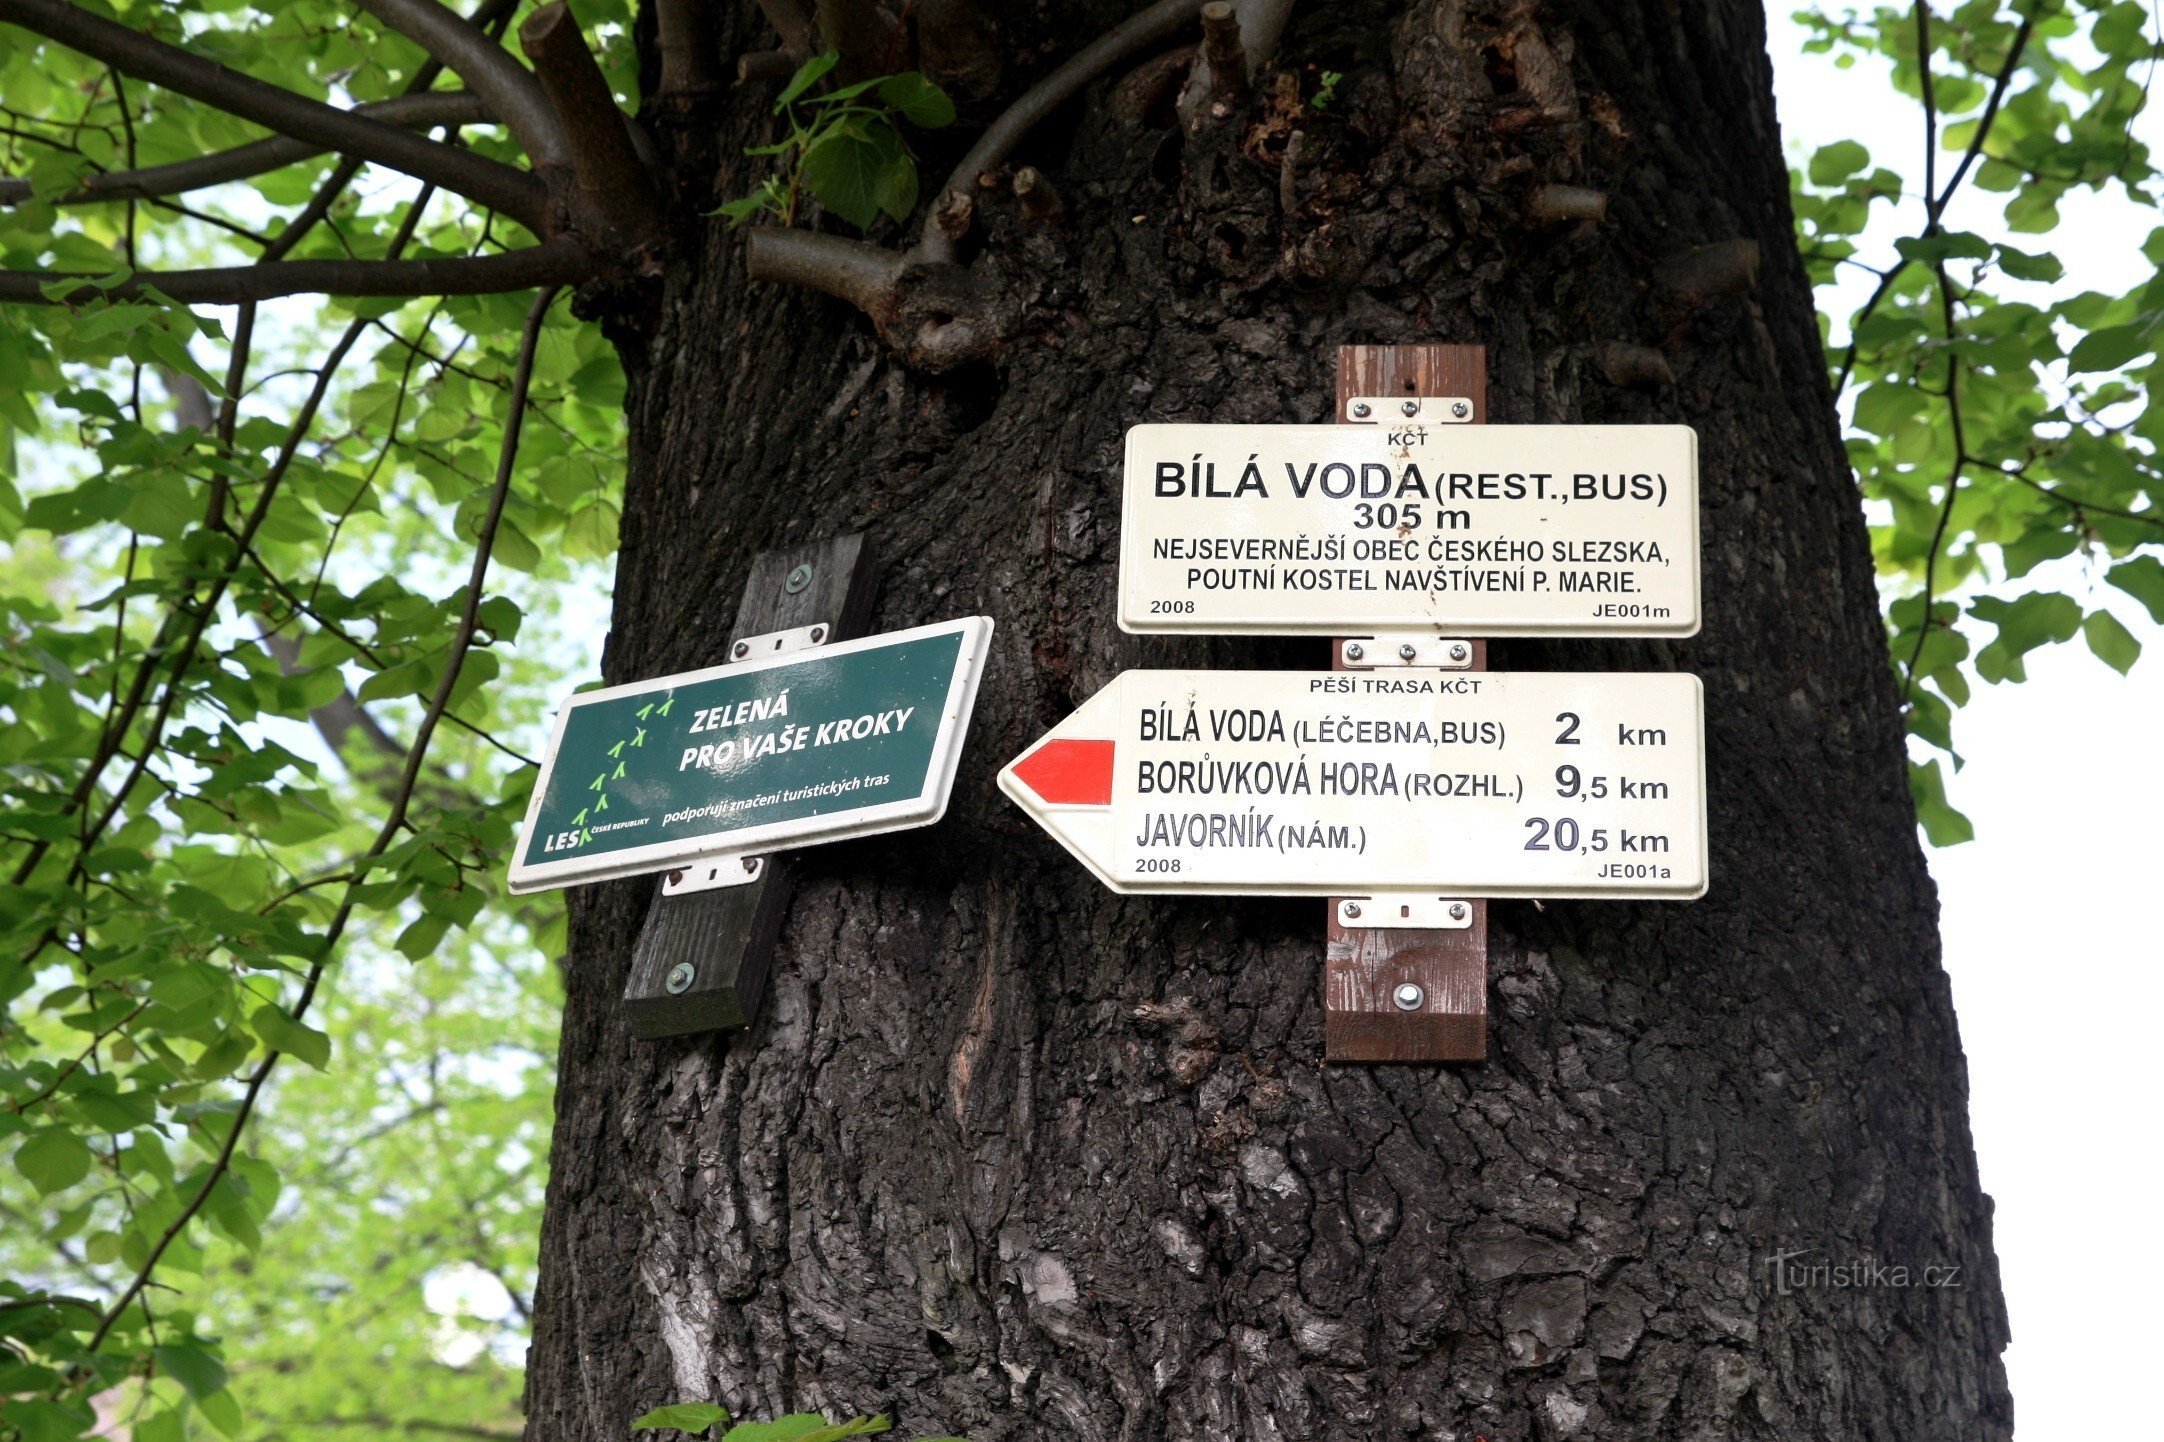 ZELENÁ
PRO VAŠE KROKY
podporují značení turistických tras
LESY ČESKÉ REPUBLIKY
KČT
BÍLÁ VODA (REST.,BUS)
305 m
NEJSEVERNĚJŠÍ OBEC ČESKÉHO SLEZSKA,
POUTNÍ KOSTEL NAVŠTÍVENÍ P. MARIE.
2008 JE001m
PĚŠÍ TRASA KČT
BÍLÁ VODA (LÉČEBNA,BUS) 2 km
BORŮVKOVÁ HORA (ROZHL.) 9,5 km
JAVORNÍK (NÁM.) 20,5 km
2008 JE001a
Turistika.cz